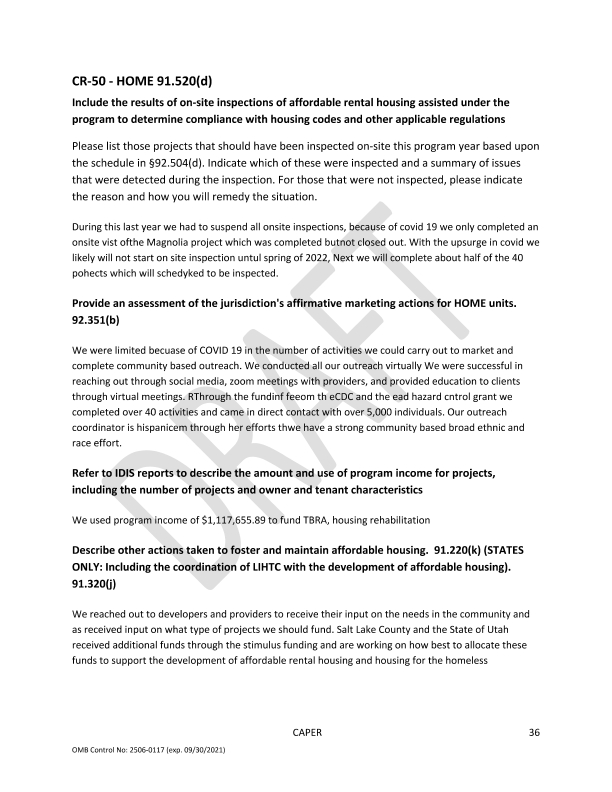 CR-50 - HOME 91.520(d)
Include the results of on-site inspections of affordable rental housing assisted under the
program to determine compliance with housing codes and other applicable regulations
Please list those projects that should have been inspected on-site this program year based upon
the schedule in §92.504(d). Indicate which of these were inspected and a summary of issues
that were detected during the inspection. For those that were not inspected, please indicate
the reason and how you will remedy the situation.
During this last year we had to suspend all onsite inspections, because of covid 19 we only completed an
onsite vist ofthe Magnolia project which was completed butnot closed out. With the upsurge in covid we
likely will not start on site inspection untul spring of 2022, Next we will complete about half of the 40
pohects which will schedyked to be inspected.
Provide an assessment of the jurisdiction's affirmative marketing actions for HOME units.
92.351(b)
We were limited becuase of COVID 19 in the number of activities we could carry out to market and
complete community based outreach. We conducted all our outreach virtually We were successful in
reaching out through social media, zoom meetings with providers, and provided education to clients
through virtual meetings. RThrough the fundinf feeom th eCDC and the ead hazard cntrol grant we
completed over 40 activities and came in direct contact with over 5,000 individuals. Our outreach
coordinator is hispanicem through her efforts thwe have a strong community based broad ethnic and
race effort.
Refer to IDIS reports to describe the amount and use of program income for projects,
including the number of projects and owner and tenant characteristics
We used program income of $1,117,655.89 to fund TBRA, housing rehabilitation
Describe other actions taken to foster and maintain affordable housing.  91.220(k) (STATES
ONLY: Including the coordination of LIHTC with the development of affordable housing).
91.320(j)
We reached out to developers and providers to receive their input on the needs in the community and
as received input on what type of projects we should fund. Salt Lake County and the State of Utah
received additional funds through the stimulus funding and are working on how best to allocate these
funds to support the development of affordable rental housing and housing for the homeless
DRAFT
CAPER 36
OMB Control No: 2506-0117 (exp. 09/30/2021)